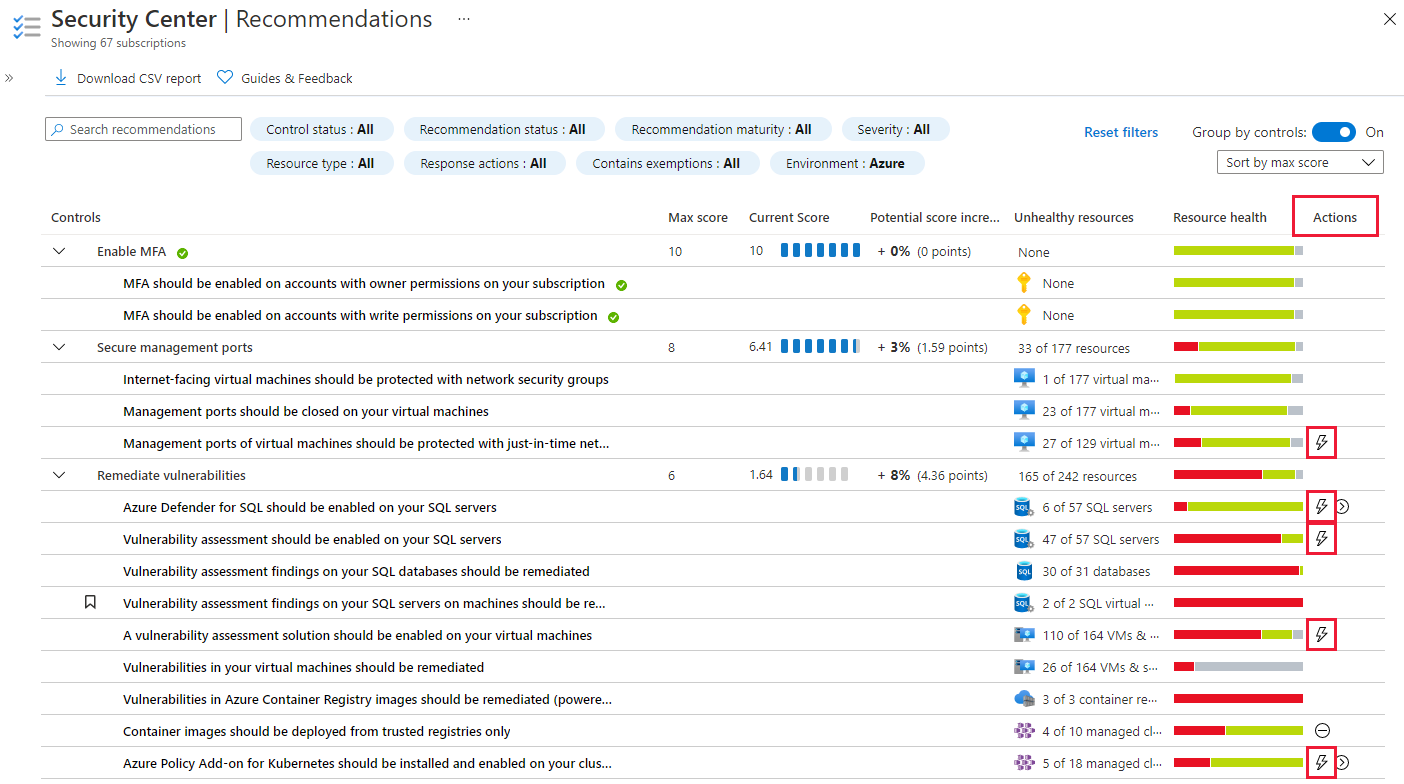 Security Center | Recommendations ...
Showing 67 subscriptions
Download CSV report Guides & Feedback
Search recommendations Control status : All Recommendation status : All Recommendation maturity : All Severity : All Reset filters Group by controls: On
Resource type : All Response actions : All Contains exemptions : All Environment : Azure Sort by max score
Controls Max score Current Score Potential score incre... Unhealthy resources Resource health Actions
Enable MFA 10 10 + 0% (0 points) None
MFA should be enabled on accounts with owner permissions on your subscription None
MFA should be enabled on accounts with write permissions on your subscription None
Secure management ports 8 6.41 + 3% (1.59 points) 33 of 177 resources
Internet-facing virtual machines should be protected with network security groups 1 of 177 virtual ma...
Management ports should be closed on your virtual machines 23 of 177 virtual m...
Management ports of virtual machines should be protected with just-in-time net... 27 of 129 virtual m...
Remediate vulnerabilities 6 1.64 + 8% (4.36 points) 165 of 242 resources
Azure Defender for SQL should be enabled on your SQL servers SQL 6 of 57 SQL servers
Vulnerability assessment should be enabled on your SQL servers SQL 47 of 57 SQL servers
Vulnerability assessment findings on your SQL databases should be remediated SQL 30 of 31 databases
Vulnerability assessment findings on your SQL servers on machines should be re... SQL 2 of 2 SQL virtual ...
A vulnerability assessment solution should be enabled on your virtual machines 110 of 164 VMs & ...
Vulnerabilities in your virtual machines should be remediated 26 of 164 VMs & s...
Vulnerabilities in Azure Container Registry images should be remediated (powere... 3 of 3 container re...
Container images should be deployed from trusted registries only 4 of 10 managed cl...
Azure Policy Add-on for Kubernetes should be installed and enabled on your clus... 5 of 18 managed cl...